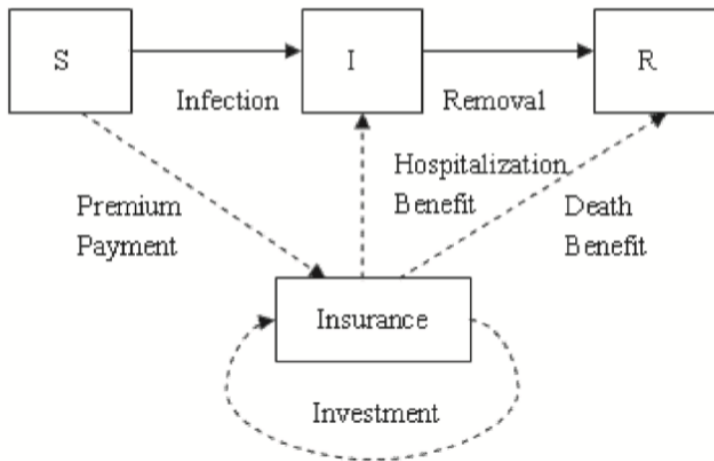 S
I
R
Infection
Removal
Hospitalization
Benefit
Premium
Payment
Death
Benefit
Insurance
Investment